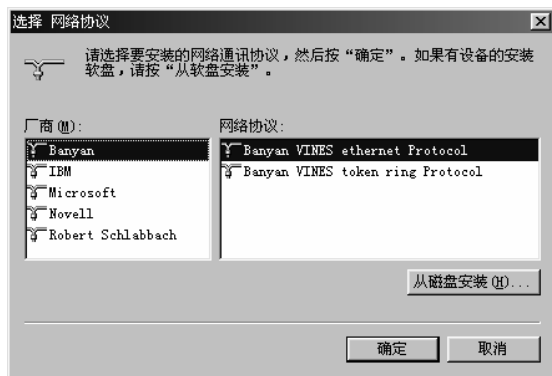 选择 网络协议
请选择要安装的网络通讯协议，然后按“确定”。如果有设备的安装
软盘，请按“从软盘安装”。
厂商(M):
网络协议:
Banyan
IBM
Microsoft
Novell
Robert Schlabbach
Banyan VINES ethernet Protocol
Banyan VINES token ring Protocol
从磁盘安装(H)...
确定
取消